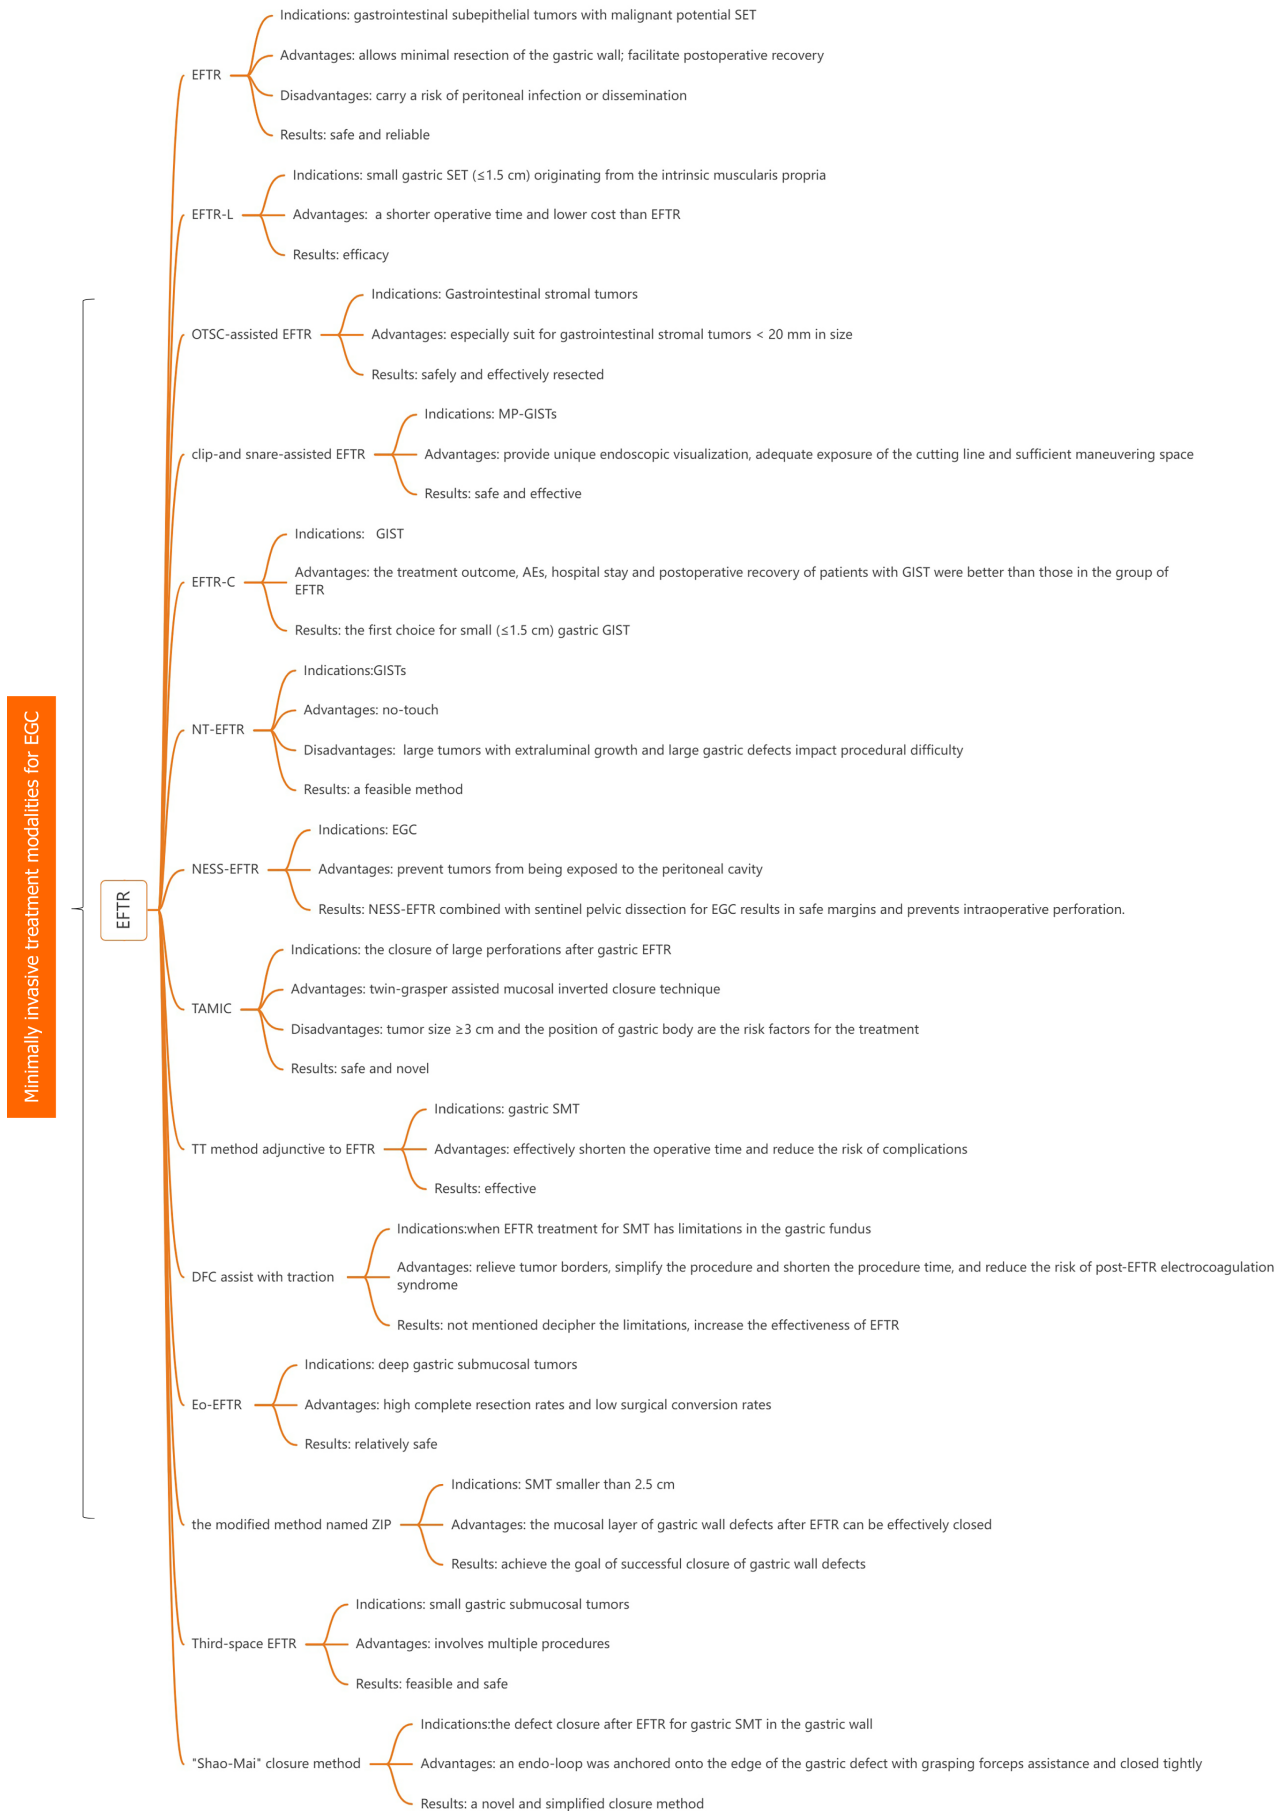 Minimally invasive treatment modalities for EGC
EFTR
EFTR
Indications: gastrointestinal subepithelial tumors with malignant potential SET
Advantages: allows minimal resection of the gastric wall; facilitate postoperative recovery
Disadvantages: carry a risk of peritoneal infection or dissemination
Results: safe and reliable
EFTR-L
Indications: small gastric SET (≤1.5 cm) originating from the intrinsic muscularis propria
Advantages: a shorter operative time and lower cost than EFTR
Results: efficacy
OTSC-assisted EFTR
Indications: Gastrointestinal stromal tumors
Advantages: especially suit for gastrointestinal stromal tumors < 20 mm in size
Results: safely and effectively resected
clip-and snare-assisted EFTR
Indications: MP-GISTs
Advantages: provide unique endoscopic visualization, adequate exposure of the cutting line and sufficient maneuvering space
Results: safe and effective
EFTR-C
Indications: GIST
Advantages: the treatment outcome, AEs, hospital stay and postoperative recovery of patients with GIST were better than those in the group of
EFTR
Results: the first choice for small (≤1.5 cm) gastric GIST
NT-EFTR
Indications:GISTs
Advantages: no-touch
Disadvantages: large tumors with extraluminal growth and large gastric defects impact procedural difficulty
Results: a feasible method
NESS-EFTR
Indications: EGC
Advantages: prevent tumors from being exposed to the peritoneal cavity
Results: NESS-EFTR combined with sentinel pelvic dissection for EGC results in safe margins and prevents intraoperative perforation.
TAMIC
Indications: the closure of large perforations after gastric EFTR
Advantages: twin-grasper assisted mucosal inverted closure technique
Disadvantages: tumor size ≥3 cm and the position of gastric body are the risk factors for the treatment
Results: safe and novel
TT method adjunctive to EFTR
Indications: gastric SMT
Advantages: effectively shorten the operative time and reduce the risk of complications
Results: effective
DFC assist with traction
Indications:when EFTR treatment for SMT has limitations in the gastric fundus
Advantages: relieve tumor borders, simplify the procedure and shorten the procedure time, and reduce the risk of post-EFTR electrocoagulation
syndrome
Results: not mentioned decipher the limitations, increase the effectiveness of EFTR
Eo-EFTR
Indications: deep gastric submucosal tumors
Advantages: high complete resection rates and low surgical conversion rates
Results: relatively safe
the modified method named ZIP
Indications: SMT smaller than 2.5 cm
Advantages: the mucosal layer of gastric wall defects after EFTR can be effectively closed
Results: achieve the goal of successful closure of gastric wall defects
Third-space EFTR
Indications: small gastric submucosal tumors
Advantages: involves multiple procedures
Results: feasible and safe
"Shao-Mai" closure method
Indications:the defect closure after EFTR for gastric SMT in the gastric wall
Advantages: an endo-loop was anchored onto the edge of the gastric defect with grasping forceps assistance and closed tightly
Results: a novel and simplified closure method